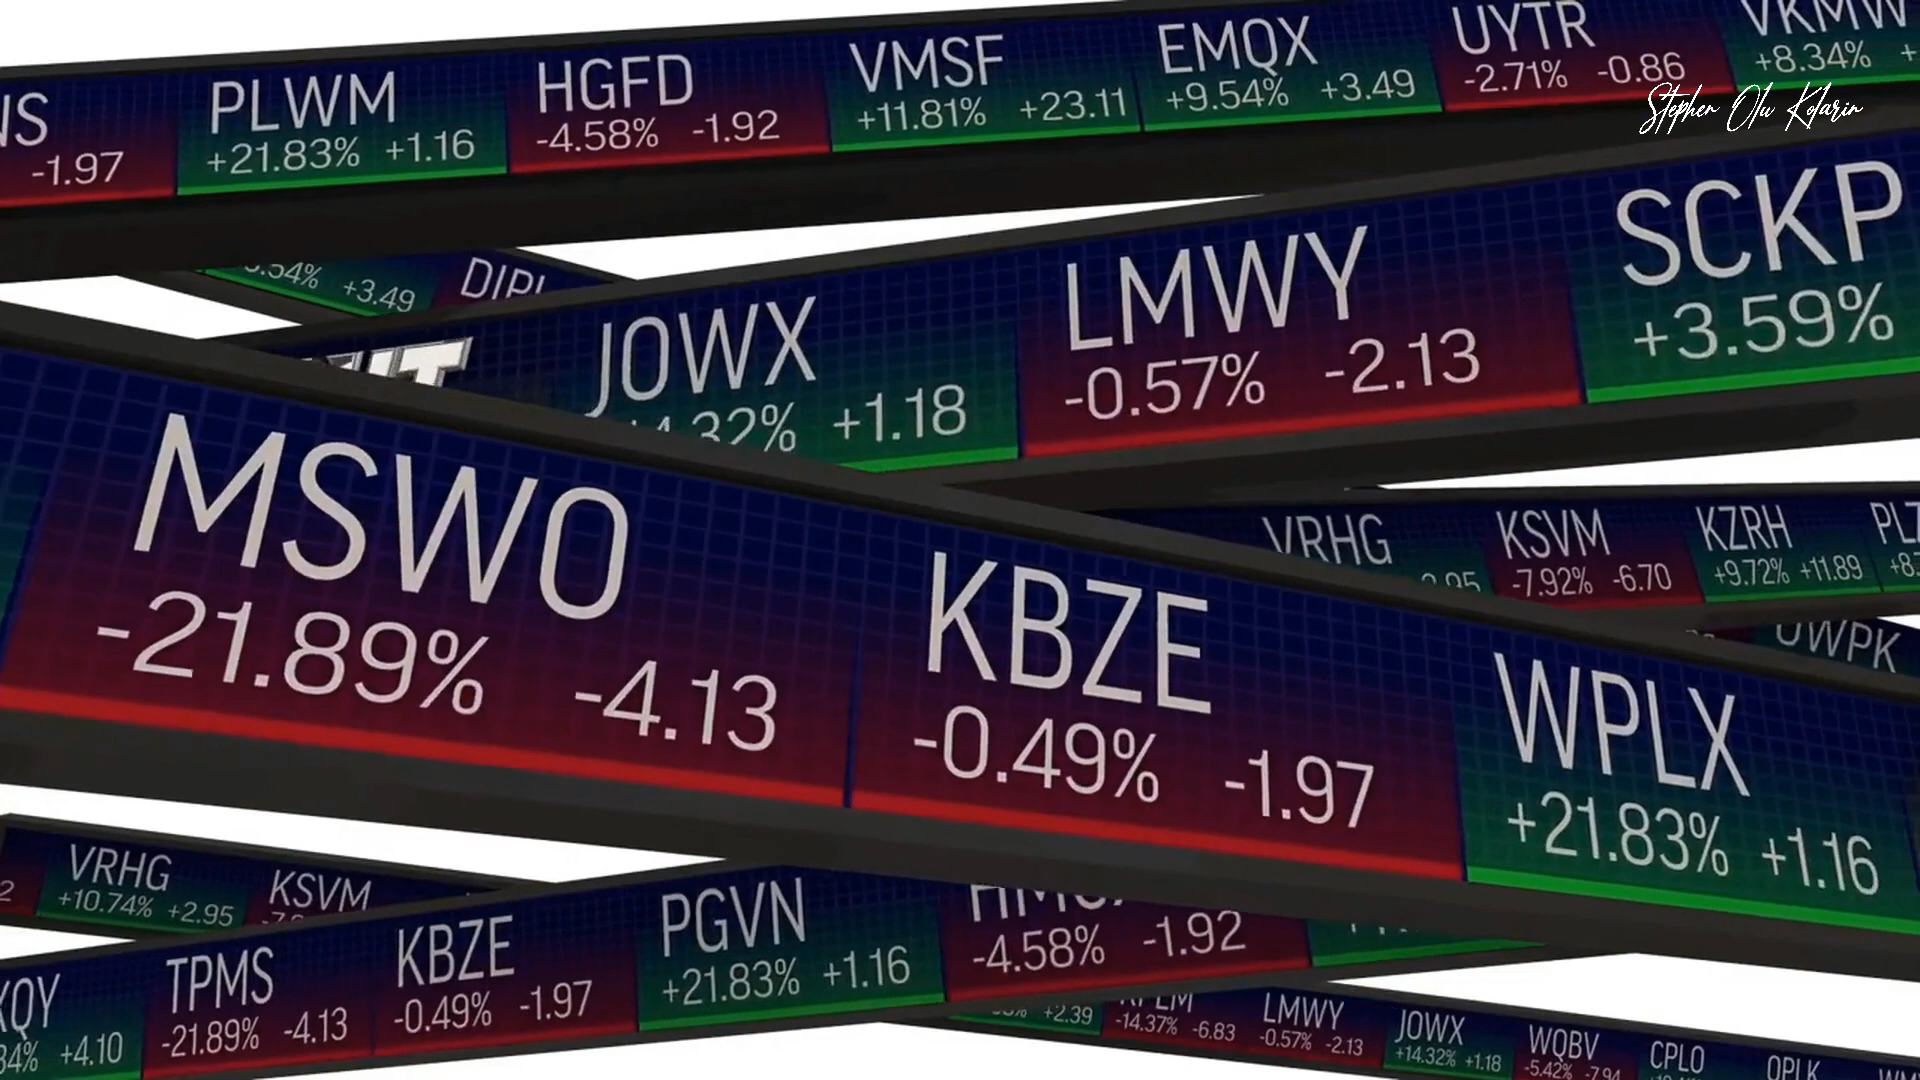 PLWM
+21.83% +1.16
HGFD
-4.58% -1.92
VMSF
+11.81% +23.11
EMQX
+9.54% +3.49
UYTR
-2.71% -0.86
+8.34%
-1.97
Stephen Olu Kolarin
+3.49
JOWX
+1.18
LMWY
-0.57% -2.13
SCKP
+3.59%
MSWO
-21.89% -4.13
KBZE
-0.49% -1.97
WPLX
+21.83% +1.16
VRHG
KSVM
-7.92% -6.70
KZRH
+9.72% +11.89
VRHG
+10.74% +2.95
KSVM
+4.10
TPMS
-21.89% -4.13
KBZE
-0.49% -1.97
PGVN
+21.83% +1.16
-4.58% -1.92
+2.39
-14.37% -6.83
LMWY
-0.57% -2.13
JOWX
+14.32% +1.18
WQBV
-5.42% -7.94
CPLO
OPLK